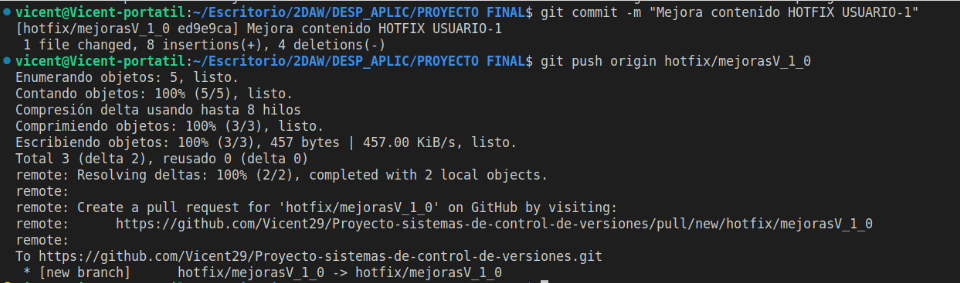 vicent@Vicent-portatil:~/Escritorio/2DAW/DESP_APLIC/PROYECTO FINAL$ git commit -m "Mejora contenido HOTFIX USUARIO-1"
[hotfix/mejorasV_1_0 ed9e9ca] Mejora contenido HOTFIX USUARIO-1
 1 file changed, 8 insertions(+), 4 deletions(-)
vicent@Vicent-portatil:~/Escritorio/2DAW/DESP_APLIC/PROYECTO FINAL$ git push origin hotfix/mejorasV_1_0
Enumerando objetos: 5, listo.
Contando objetos: 100% (5/5), listo.
Compresión delta usando hasta 8 hilos
Comprimiendo objetos: 100% (3/3), listo.
Escribiendo objetos: 100% (3/3), 457 bytes | 457.00 KiB/s, listo.
Total 3 (delta 2), reusado 0 (delta 0)
remote: Resolving deltas: 100% (2/2), completed with 2 local objects.
remote:
remote: Create a pull request for 'hotfix/mejorasV_1_0' on GitHub by visiting:
remote:      https://github.com/Vicent29/Proyecto-sistemas-de-control-de-versiones/pull/new/hotfix/mejorasV_1_0
remote:
To https://github.com/Vicent29/Proyecto-sistemas-de-control-de-versiones.git
 * [new branch]      hotfix/mejorasV_1_0 -> hotfix/mejorasV_1_0